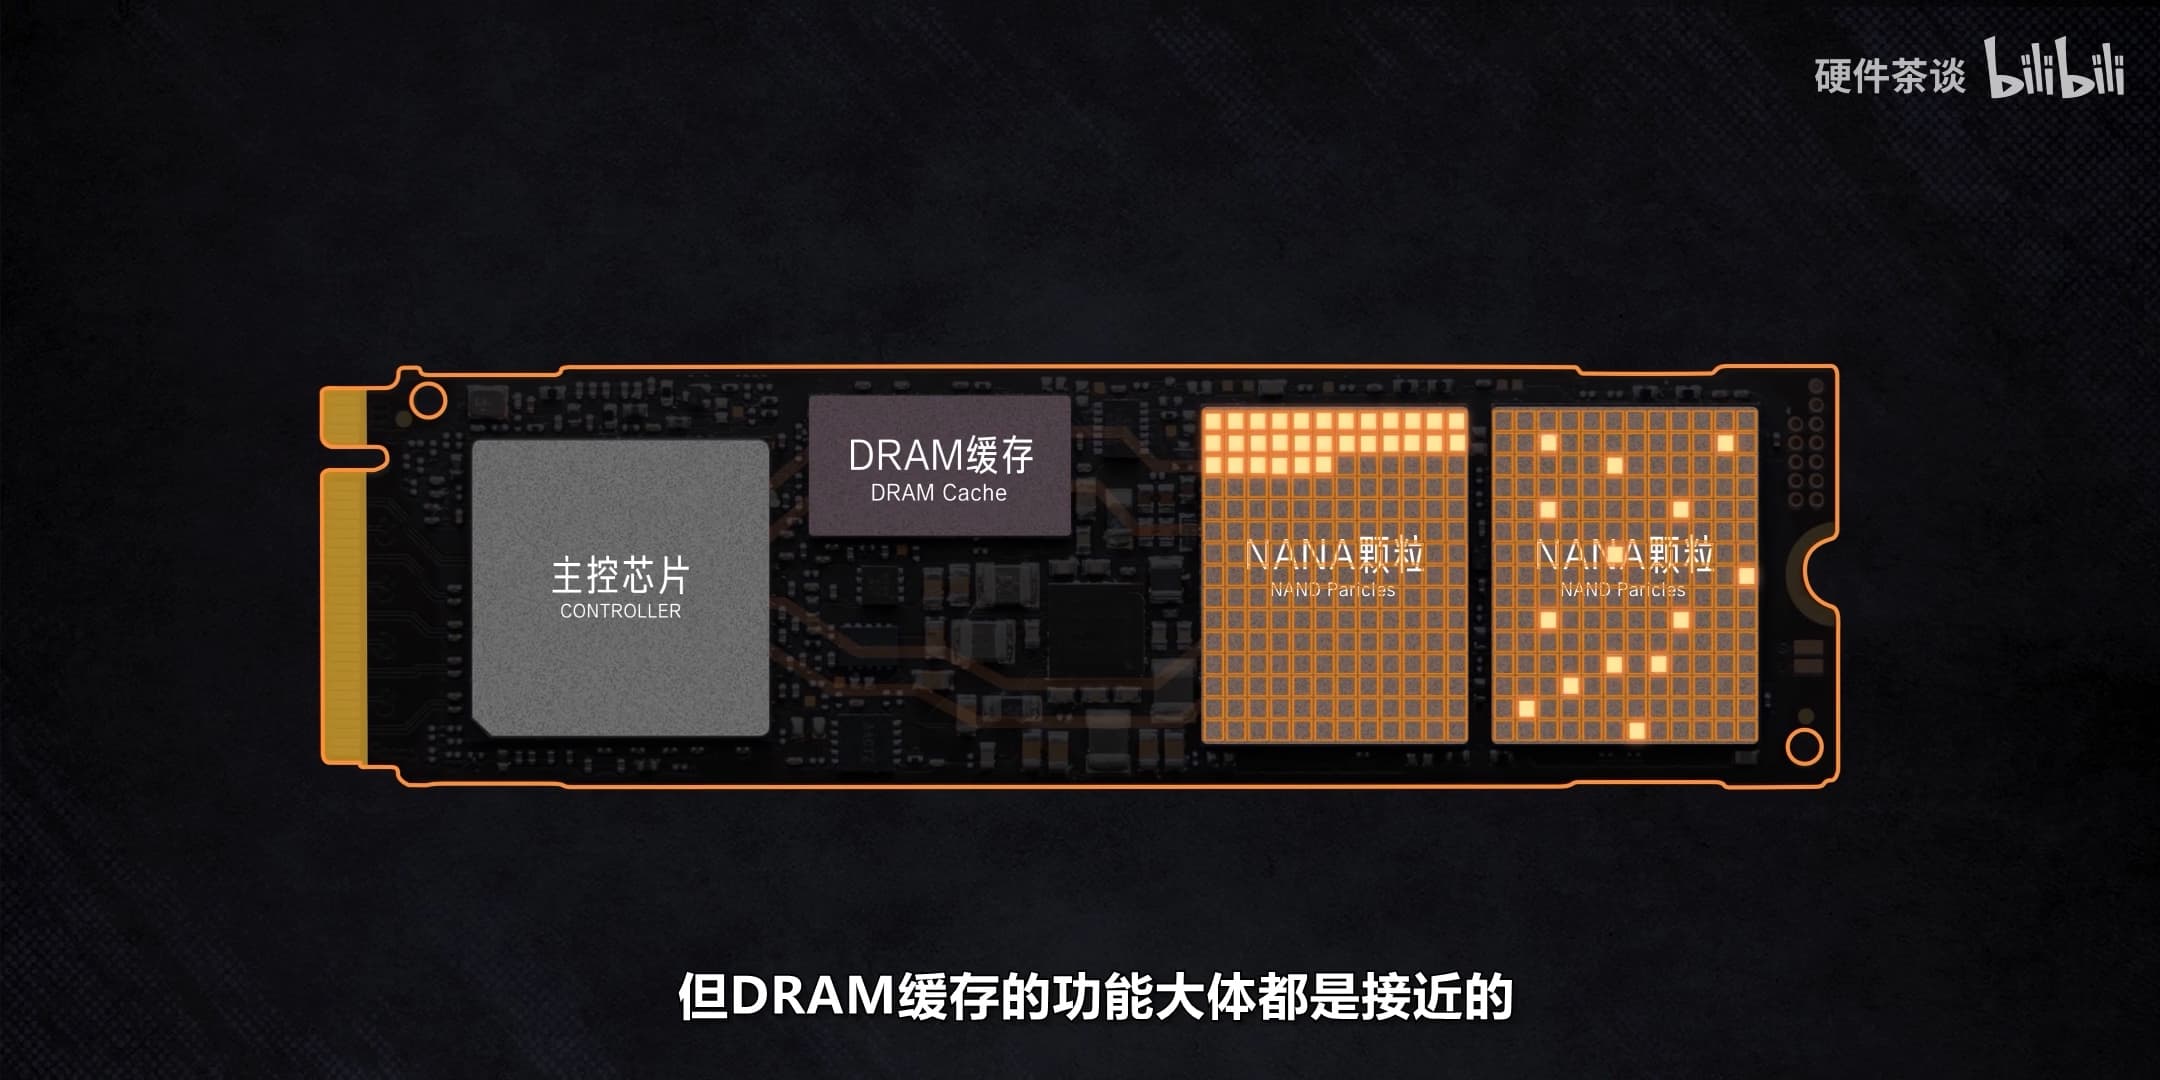 硬件茶谈 bilibili
DRAM缓存
DRAM Cache
主控芯片
CONTROLLER
NANA颗粒
NAND Paricles
NANA颗粒
NAND Paricles
但DRAM缓存的功能大体都是接近的